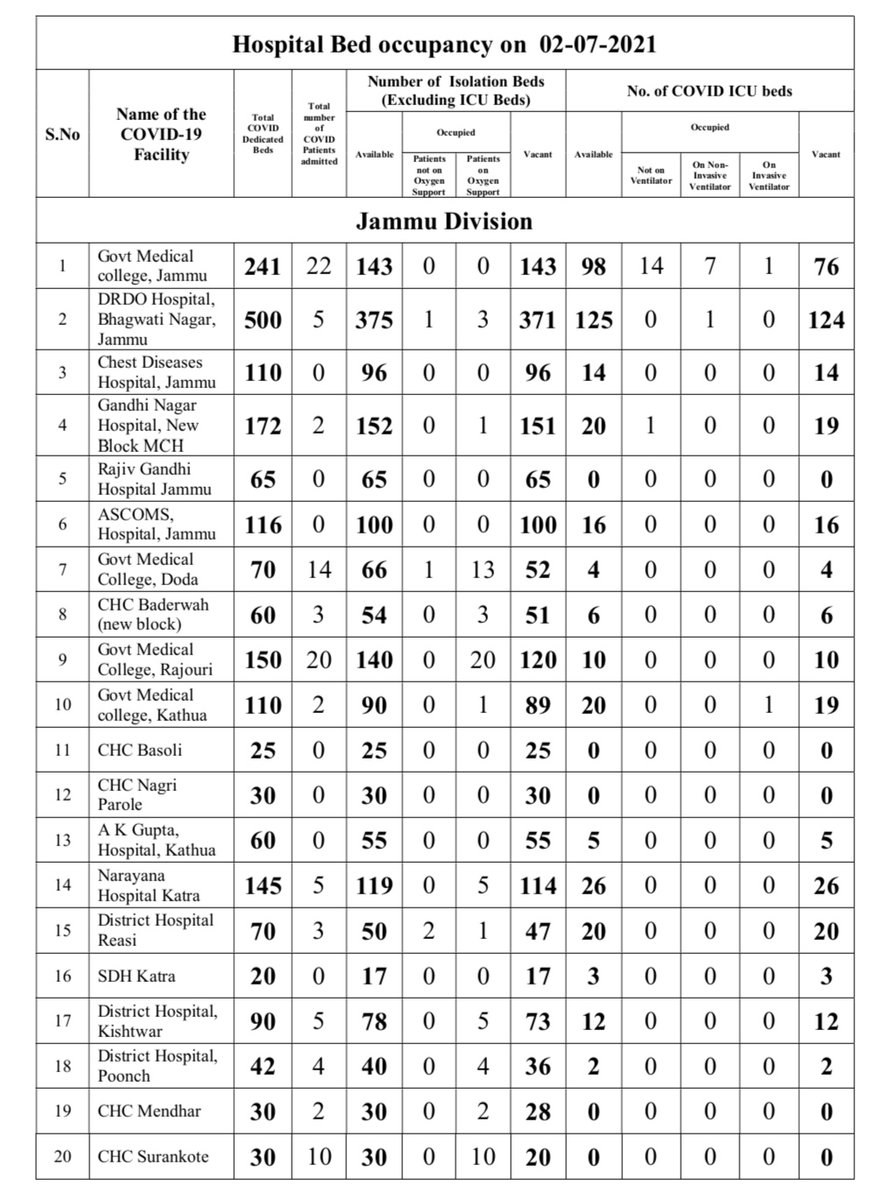 Hospital Bed occupancy on 02-07-2021
S.No
Name of the
COVID-19
Facility
Total
COVID
Dedicated
Beds
Total
number
of
COVID
Patients
admitted
Number of Isolation Beds
(Excluding ICU Beds)
Available
Occupied
Patients
not on
Oxygen
Support
Patients
on
Oxygen
Support
Vacant
No. of COVID ICU beds
Available
Occupied
Not on
Ventilator
On Non-
Invasive
Ventilator
On
Invasive
Ventilator
Vacant
Jammu Division
1 Govt Medical
college, Jammu 241 22 143 0 0 143 98 14 7 1 76
2 DRDO Hospital,
Bhagwati Nagar,
Jammu 500 5 375 1 3 371 125 0 1 0 124
3 Chest Diseases
Hospital, Jammu 110 0 96 0 0 96 14 0 0 0 14
4 Gandhi Nagar
Hospital, New
Block MCH 172 2 152 0 1 151 20 1 0 0 19
5 Rajiv Gandhi
Hospital Jammu 65 0 65 0 0 65 0 0 0 0 0
6 ASCOMS,
Hospital, Jammu 116 0 100 0 0 100 16 0 0 0 16
7 Govt Medical
College, Doda 70 14 66 1 13 52 4 0 0 0 4
8 CHC Baderwah
(new block) 60 3 54 0 3 51 6 0 0 0 6
9 Govt Medical
College, Rajouri 150 20 140 0 20 120 10 0 0 0 10
10 Govt Medical
college, Kathua 110 2 90 0 1 89 20 0 0 1 19
11 CHC Basoli 25 0 25 0 0 25 0 0 0 0 0
12 CHC Nagri
Parole 30 0 30 0 0 30 0 0 0 0 0
13 A K Gupta,
Hospital, Kathua 60 0 55 0 0 55 5 0 0 0 5
14 Narayana
Hospital Katra 145 5 119 0 5 114 26 0 0 0 26
15 District Hospital
Reasi 70 3 50 2 1 47 20 0 0 0 20
16 SDH Katra 20 0 17 0 0 17 3 0 0 0 3
17 District Hospital,
Kishtwar 90 5 78 0 5 73 12 0 0 0 12
18 District Hospital,
Poonch 42 4 40 0 4 36 2 0 0 0 2
19 CHC Mendhar 30 2 30 0 2 28 0 0 0 0 0
20 CHC Surankote 30 10 30 0 10 20 0 0 0 0 0